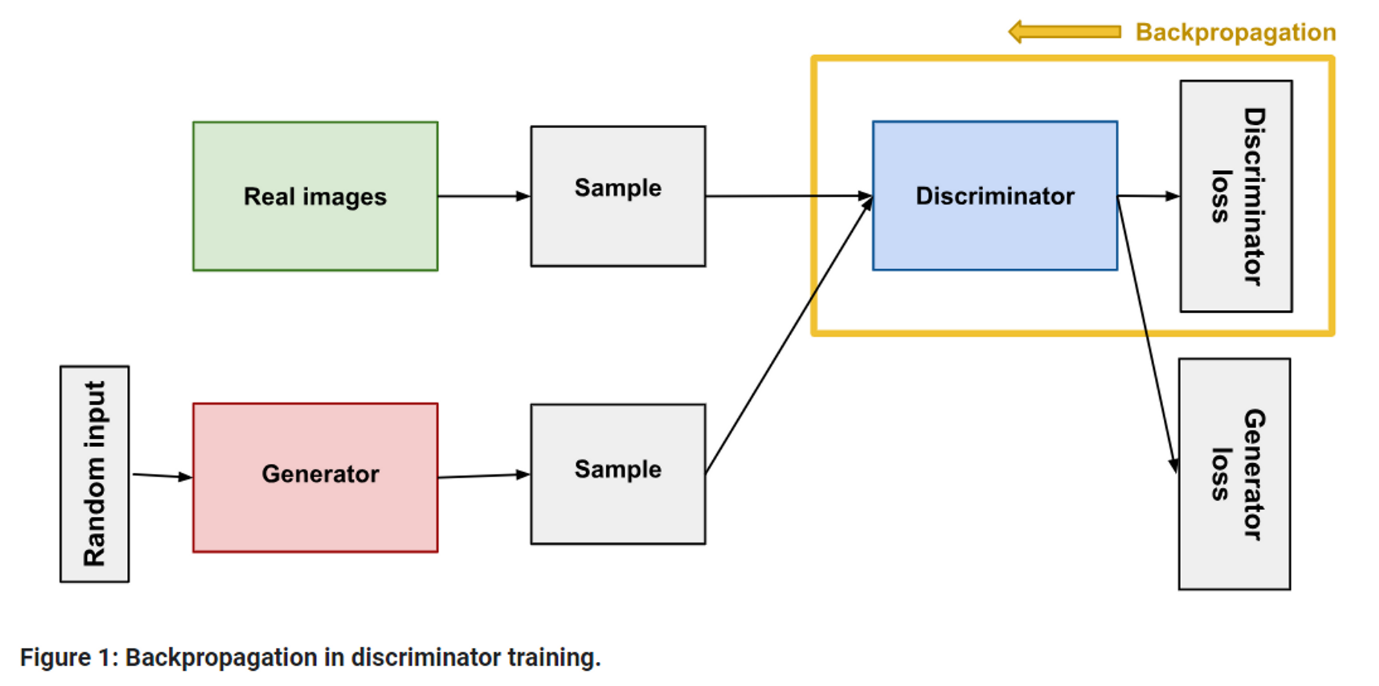 Backpropagation
Real images
Sample
Discriminator
Discriminator
loss
Random input
Generator
Sample
Generator
loss
Figure 1: Backpropagation in discriminator training.